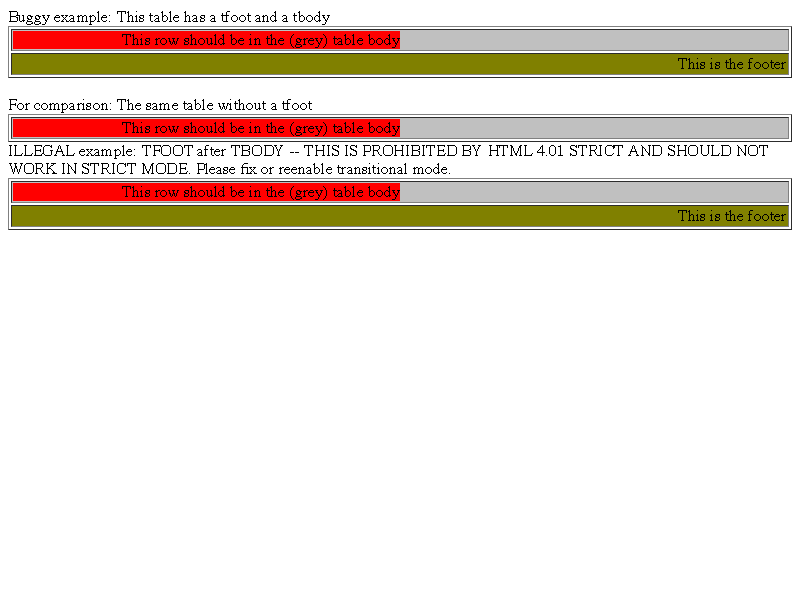 Buggy example: This table has a tfoot and a tbody
This row should be in the (grey) table body
This is the footer
For comparison: The same table without a tfoot
This row should be in the (grey) table body
ILLEGAL example: TFOOT after TBODY -- THIS IS PROHIBITED BY HTML 4.01 STRICT AND SHOULD NOT
WORK IN STRICT MODE. Please fix or reenable transitional mode.
This row should be in the (grey) table body
This is the footer